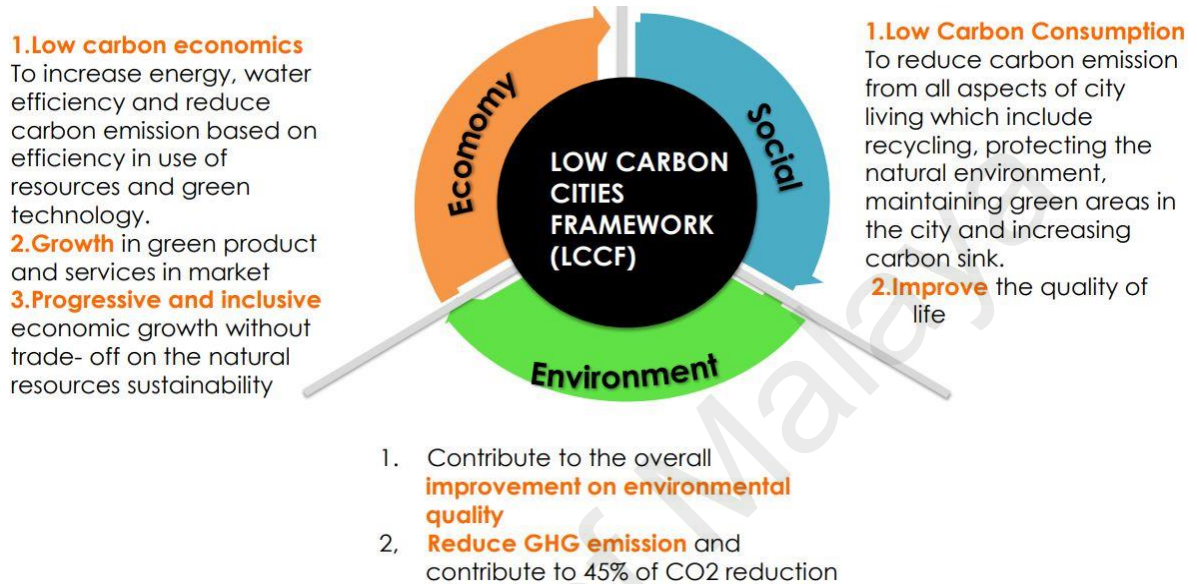 1.Low carbon economics
To increase energy, water
efficiency and reduce
carbon emission based on
efficiency in use of
resources and green
technology.
2.Growth in green product
and services in market
3.Progressive and inclusive
economic growth without
trade- off on the natural
resources sustainability
Ecomomy
Social
LOW CARBON
CITIES
FRAMEWORK
(LCCF)
Environment
1.Low Carbon Consumption
To reduce carbon emission
from all aspects of city
living which include
recycling, protecting the
natural environment,
maintaining green areas in
the city and increasing
carbon sink.
2.Improve the quality of
life
1. Contribute to the overall
improvement on environmental
quality
2, Reduce GHG emission and
contribute to 45% of CO2 reduction
of Malaya